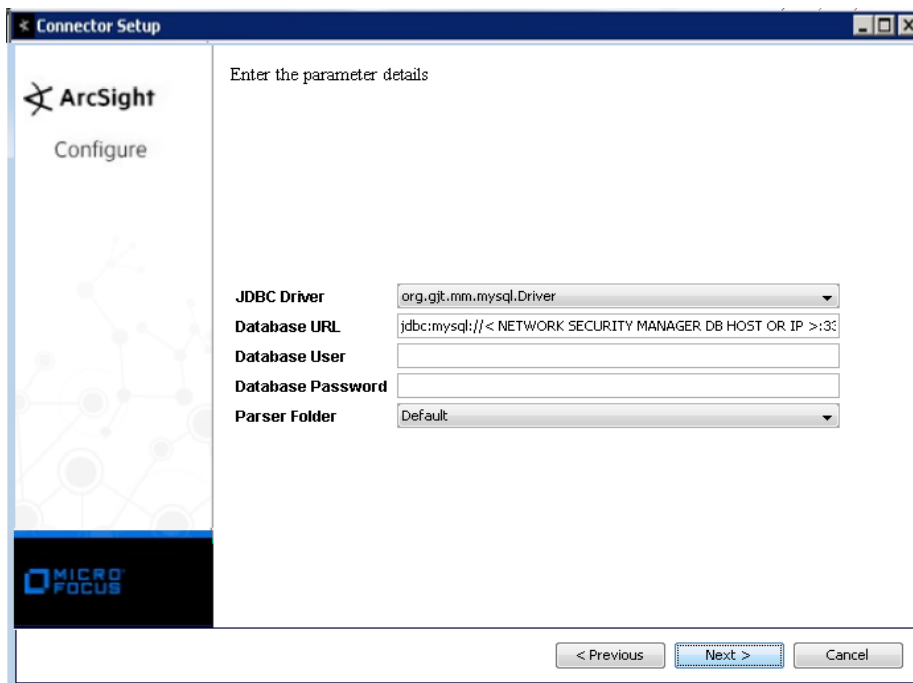 Connector Setup
ArcSight
Configure
Enter the parameter details
JDBC Driver org.gjt.mm.mysql.Driver
Database URL jdbc:mysql://< NETWORK SECURITY MANAGER DB HOST OR IP >:33
Database User
Database Password
Parser Folder Default
MICRO
FOCUS
< Previous Next > Cancel